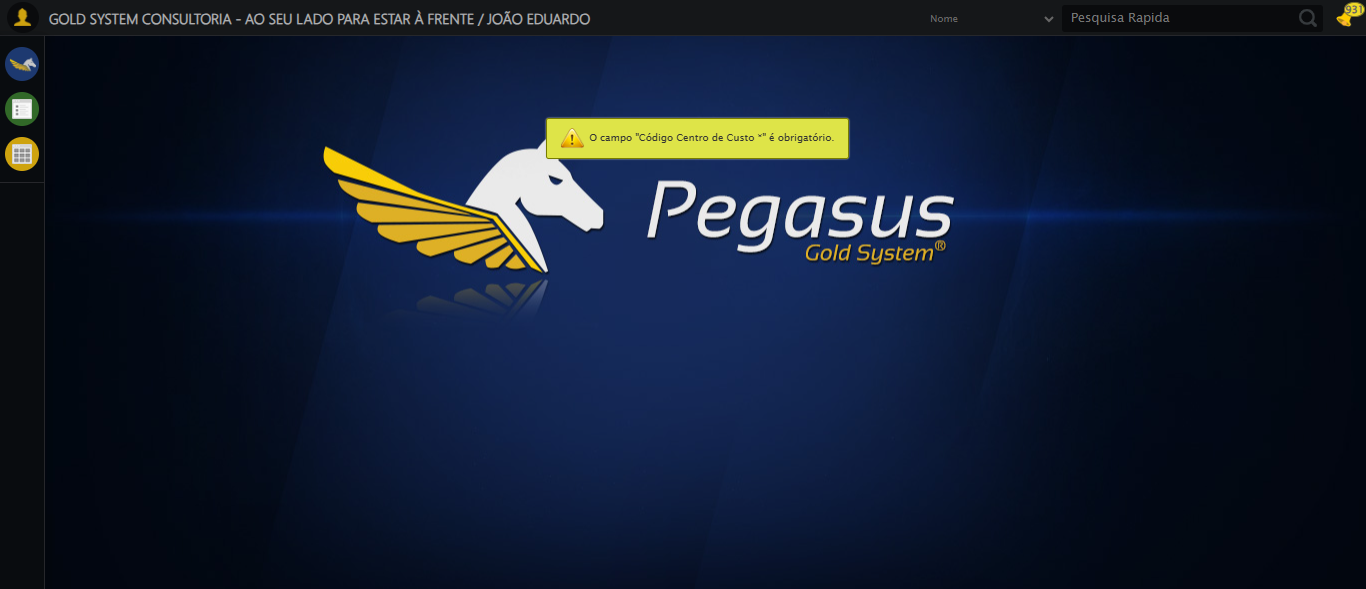 GOLD SYSTEM CONSULTORIA - AO SEU LADO PARA ESTAR À FRENTE / JOÃO EDUARDO
Nome
Pesquisa Rapida
931
O campo "Código Centro de Custo *" é obrigatório.
Pegasus
Gold System®